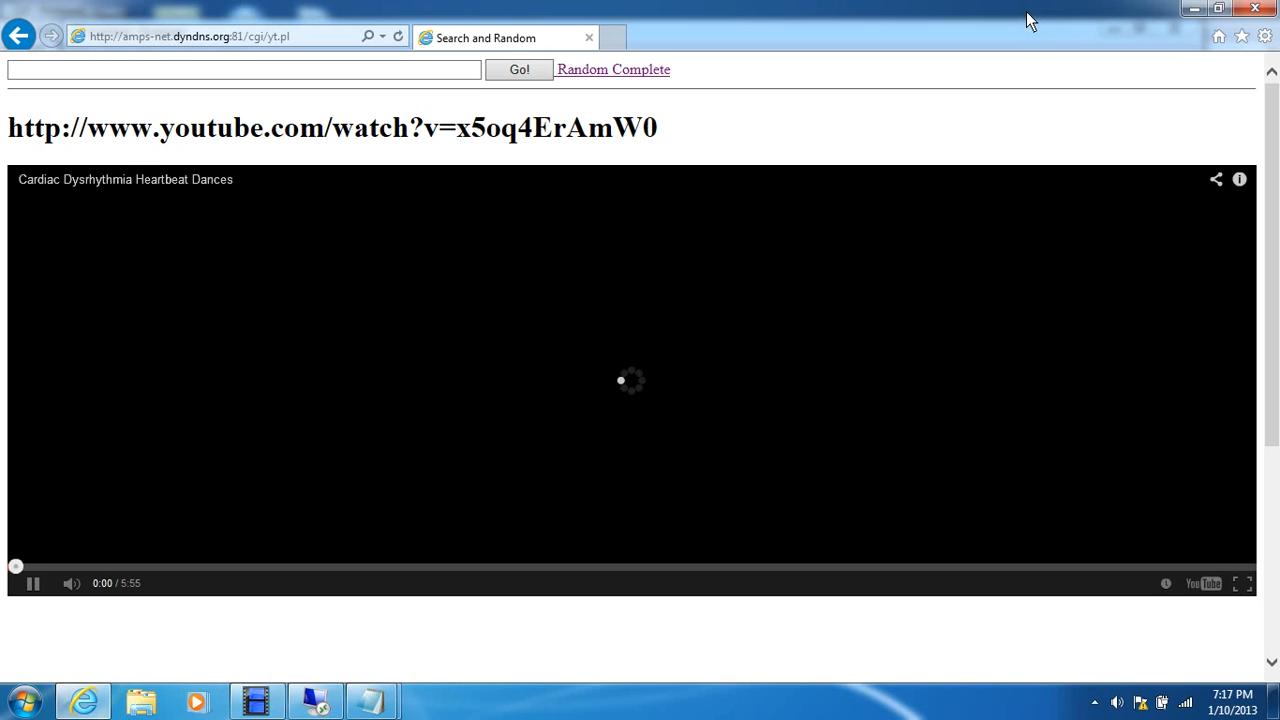 http://amps-net.dyndns.org:81/cgi/yt.pl
Search and Random
Go!
Random Complete
http://www.youtube.com/watch?v=x5oq4ErAmW0
Cardiac Dysrhythmia Heartbeat Dances
0:00 / 5:55
YouTube
7:17 PM
1/10/2013